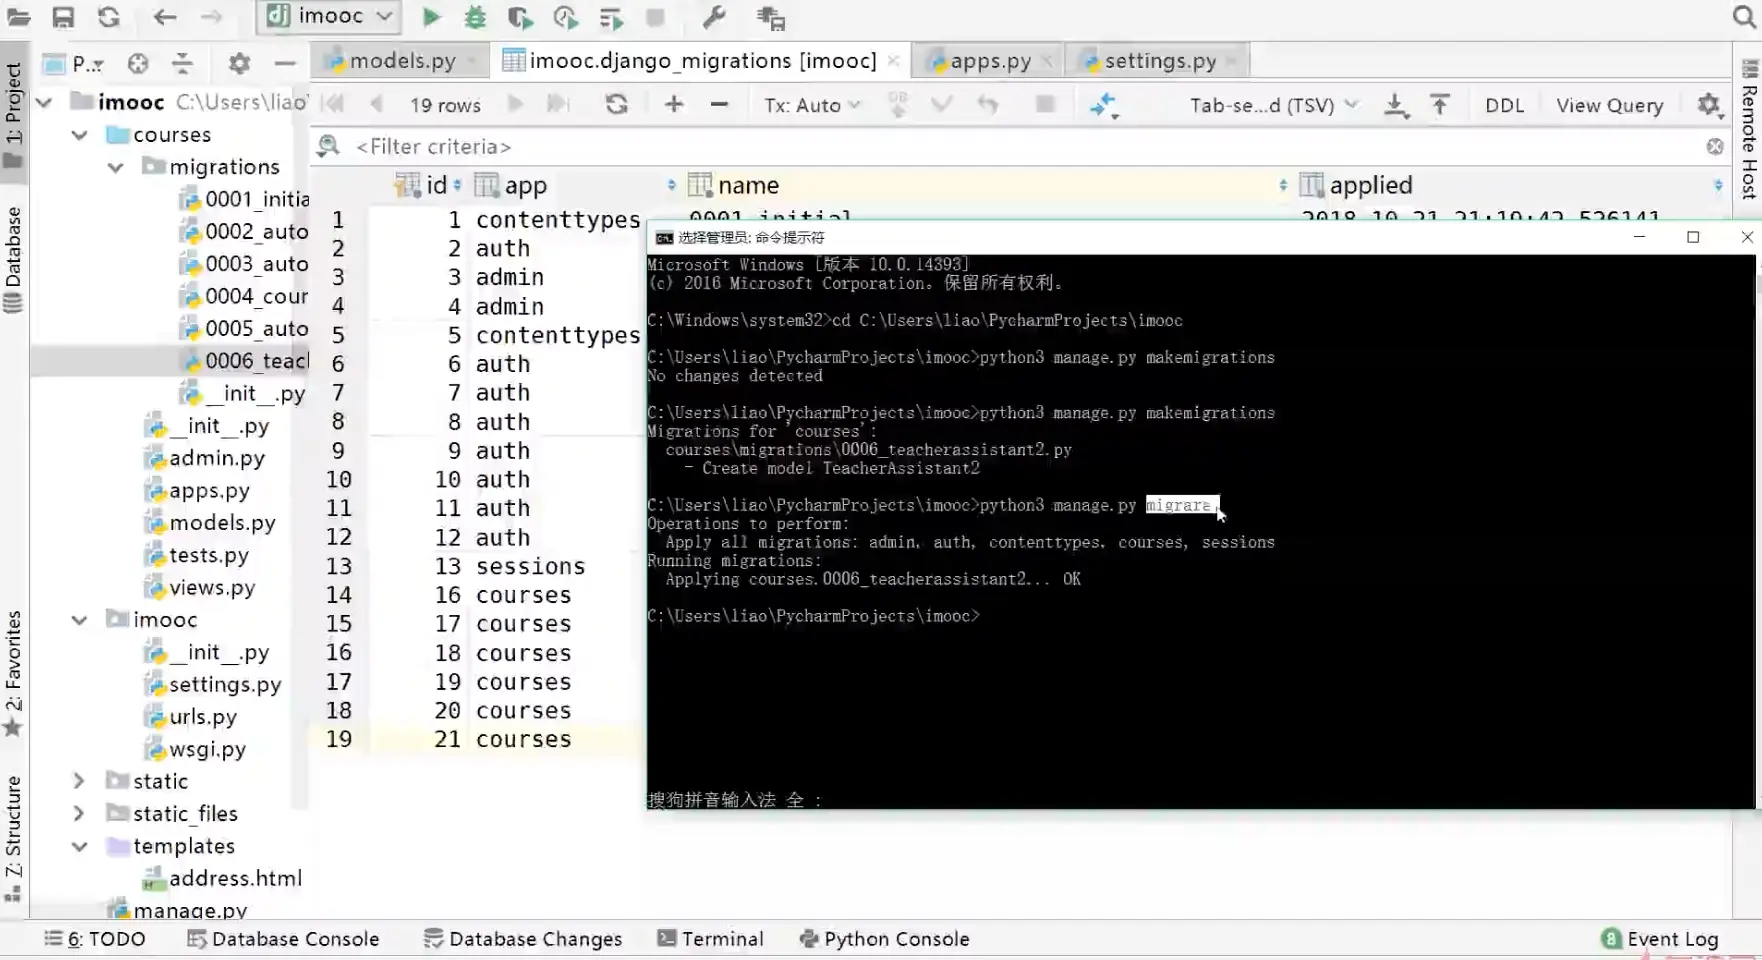 imooc
models.py
imooc.django_migrations [imooc]
apps.py
settings.py
P..
1: Project
Database
2: Favorites
Z: Structure
Remote Host
imooc C:\Users\liao
courses
migrations
0001_initia
0002_auto
0003_auto
0004_cour
0005_auto
0006_teacl
__init__.py
__init__.py
admin.py
apps.py
models.py
tests.py
views.py
imooc
__init__.py
settings.py
urls.py
wsgi.py
static
static_files
templates
address.html
manage.py
19 rows
Tx: Auto
Tab-se...d (TSV)
DDL
View Query
<Filter criteria>
id app name applied
1 1 contenttypes 0001_initial 2018-10-21 21:19:42.526141
2 2 auth
3 3 admin
4 4 admin
5 5 contenttypes
6 6 auth
7 7 auth
8 8 auth
9 9 auth
10 10 auth
11 11 auth
12 12 auth
13 13 sessions
14 16 courses
15 17 courses
16 18 courses
17 19 courses
18 20 courses
19 21 courses
选择管理员: 命令提示符
Microsoft Windows [版本 10.0.14393]
(c) 2016 Microsoft Corporation。保留所有权利。
C:\Windows\system32>cd C:\Users\liao\PycharmProjects\imooc
C:\Users\liao\PycharmProjects\imooc>python3 manage.py makemigrations
No changes detected
C:\Users\liao\PycharmProjects\imooc>python3 manage.py makemigrations
Migrations for 'courses':
courses\migrations\0006_teacherassistant2.py
- Create model TeacherAssistant2
C:\Users\liao\PycharmProjects\imooc>python3 manage.py migrara
Operations to perform:
Apply all migrations: admin, auth, contenttypes, courses, sessions
Running migrations:
Applying courses.0006_teacherassistant2... OK
C:\Users\liao\PycharmProjects\imooc>
搜狗拼音输入法 全 :
6: TODO
Database Console
Database Changes
Terminal
Python Console
8 Event Log